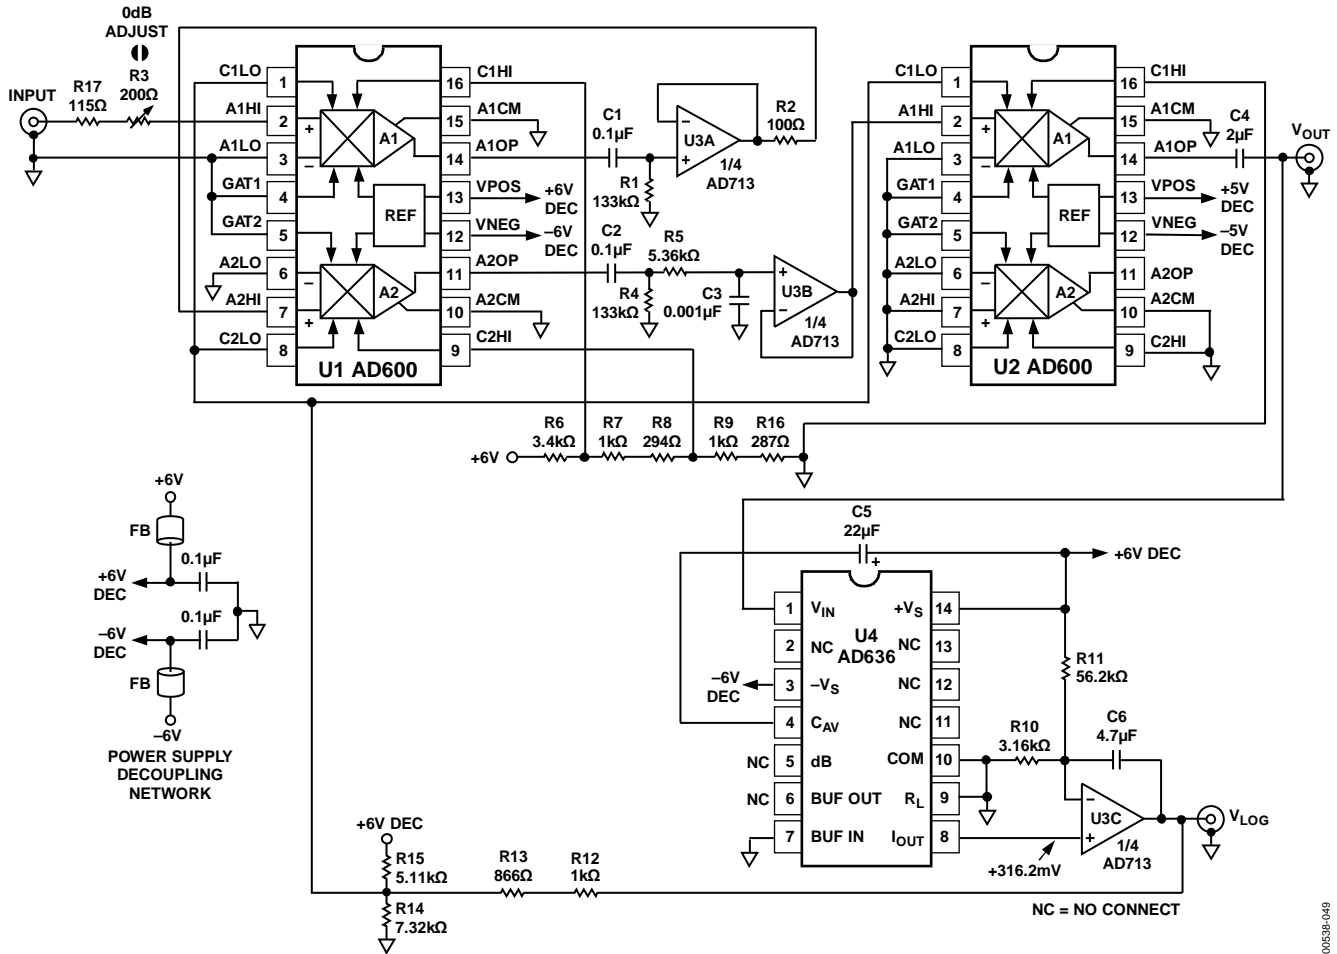 0dB
ADJUST
INPUT
R17
115Ω
R3
200Ω
C1LO
A1HI
A1LO
GAT1
GAT2
A2LO
A2HI
C2LO
1
2
3
4
5
6
7
8
+
–
–
+
A1
REF
A2
16
15
14
13
12
11
10
9
U1 AD600
C1HI
A1CM
A1OP
VPOS
VNEG
A2OP
A2CM
C2HI
+6V
DEC
–6V
DEC
C1
0.1µF
R1
133kΩ
–
+
U3A
1/4
AD713
R2
100Ω
C2
0.1µF
R5
5.36kΩ
R4
133kΩ
C3
0.001µF
+
–
U3B
1/4
AD713
C1LO
A1HI
A1LO
GAT1
GAT2
A2LO
A2HI
C2LO
1
2
3
4
5
6
7
8
+
–
–
+
A1
REF
A2
16
15
14
13
12
11
10
9
U2 AD600
C1HI
A1CM
A1OP
VPOS
VNEG
A2OP
A2CM
C2HI
C4
2µF
VOUT
+5V
DEC
–5V
DEC
+6V
R6
3.4kΩ
R7
1kΩ
R8
294Ω
R9
1kΩ
R16
287Ω
+6V
FB
0.1µF
+6V
DEC
0.1µF
–6V
DEC
FB
–6V
POWER SUPPLY
DECOUPLING
NETWORK
C5
22µF
+
+6V DEC
1
2
3
4
5
6
7
VIN
NC
–VS
CAV
dB
BUF OUT
BUF IN
U4
AD636
+VS
NC
NC
NC
COM
RL
IOUT
14
13
12
11
10
9
8
–6V
DEC
NC
NC
R11
56.2kΩ
R10
3.16kΩ
C6
4.7µF
–
+
U3C
1/4
AD713
VLOG
+316.2mV
+6V DEC
R15
5.11kΩ
R13
866Ω
R12
1kΩ
R14
7.32kΩ
NC = NO CONNECT
00538-049